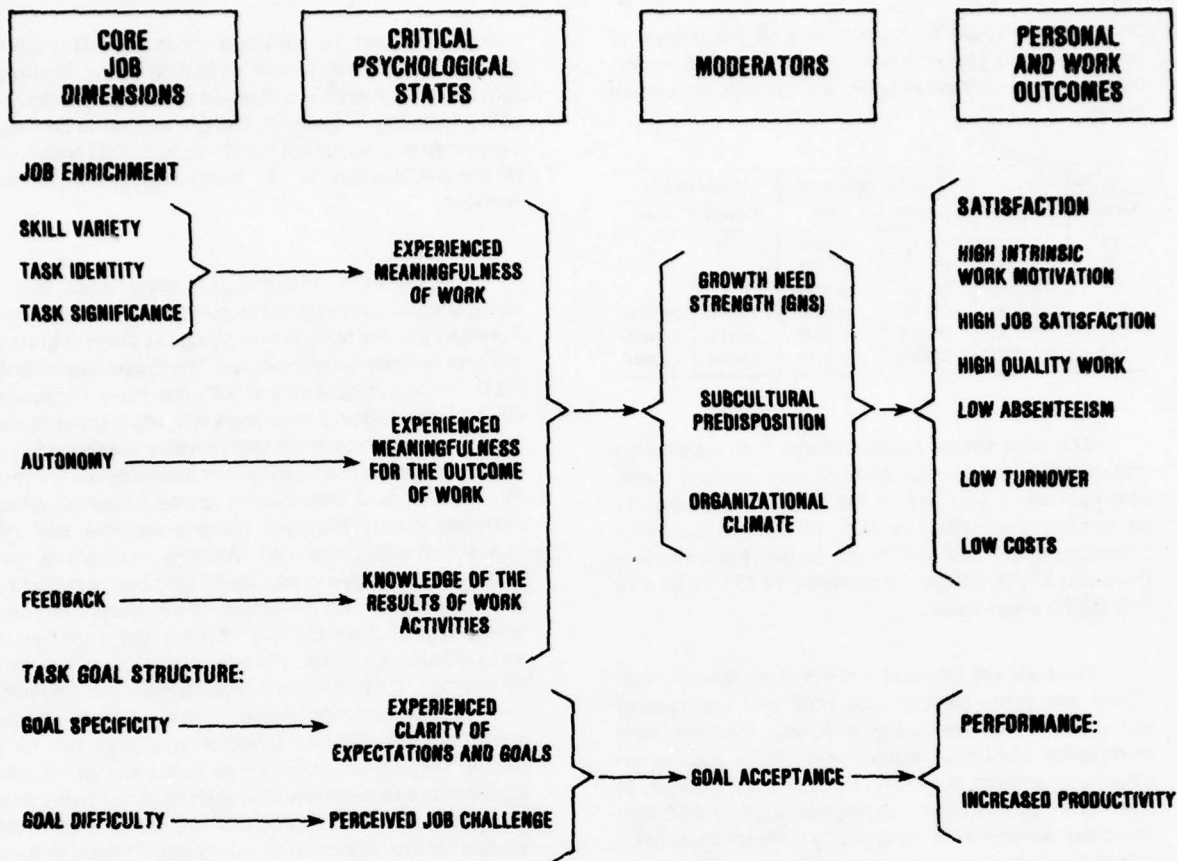 CORE
JOB
DIMENSIONS
CRITICAL
PSYCHOLOGICAL
STATES
MODERATORS
PERSONAL
AND WORK
OUTCOMES
JOB ENRICHMENT
SKILL VARIETY
TASK IDENTITY
TASK SIGNIFICANCE
EXPERIENCED
MEANINGFULNESS
OF WORK
AUTONOMY
EXPERIENCED
MEANINGFULNESS
FOR THE OUTCOME
OF WORK
FEEDBACK
KNOWLEDGE OF THE
RESULTS OF WORK
ACTIVITIES
GROWTH NEED
STRENGTH (GNS)
SUBCULTURAL
PREDISPOSITION
ORGANIZATIONAL
CLIMATE
SATISFACTION
HIGH INTRINSIC
WORK MOTIVATION
HIGH JOB SATISFACTION
HIGH QUALITY WORK
LOW ABSENTEEISM
LOW TURNOVER
LOW COSTS
TASK GOAL STRUCTURE:
GOAL SPECIFICITY
EXPERIENCED
CLARITY OF
EXPECTATIONS AND GOALS
GOAL DIFFICULTY
PERCEIVED JOB CHALLENGE
GOAL ACCEPTANCE
PERFORMANCE:
INCREASED PRODUCTIVITY